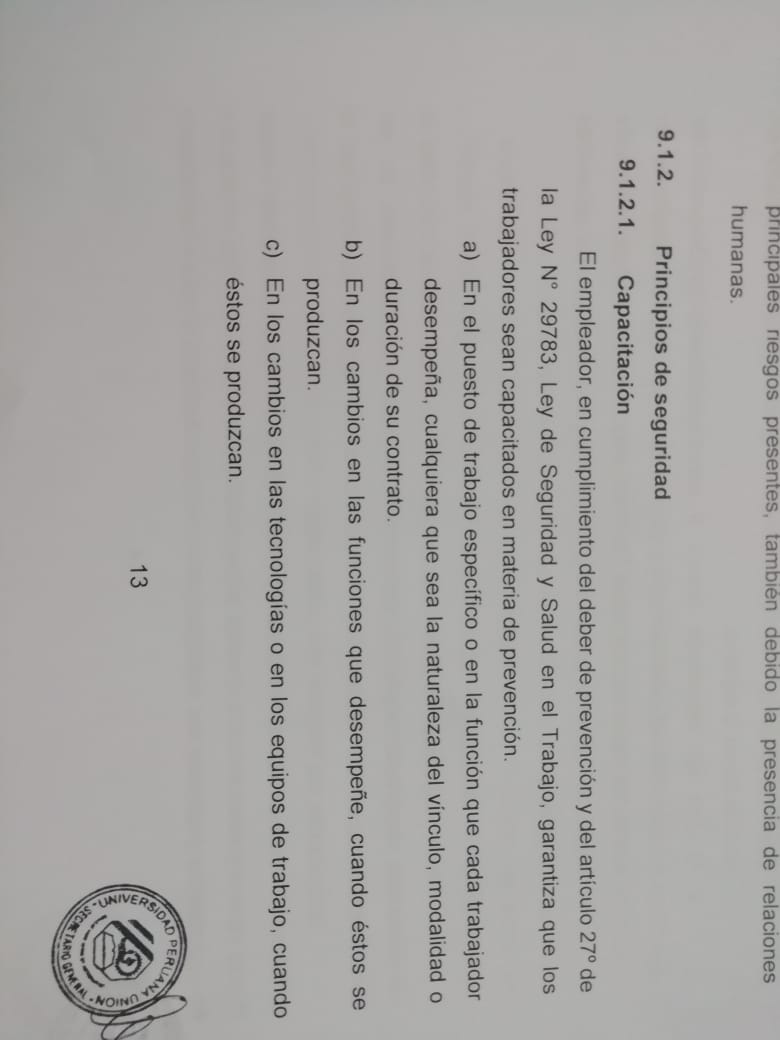 principales riesgos presentes, también debido la presencia de relaciones
humanas.
9.1.2. Principios de seguridad
9.1.2.1. Capacitación
El empleador, en cumplimiento del deber de prevención y del artículo 27º de
la Ley N° 29783, Ley de Seguridad y Salud en el Trabajo, garantiza que los
trabajadores sean capacitados en materia de prevención.
a) En el puesto de trabajo específico o en la función que cada trabajador
desempeña, cualquiera que sea la naturaleza del vínculo, modalidad o
duración de su contrato.
b) En los cambios en las funciones que desempeñe, cuando éstos se
produzcan.
c) En los cambios en las tecnologías o en los equipos de trabajo, cuando
éstos se produzcan.
13
UNIVERSIDAD PERUANA UNION
SECRETARIO GENERAL